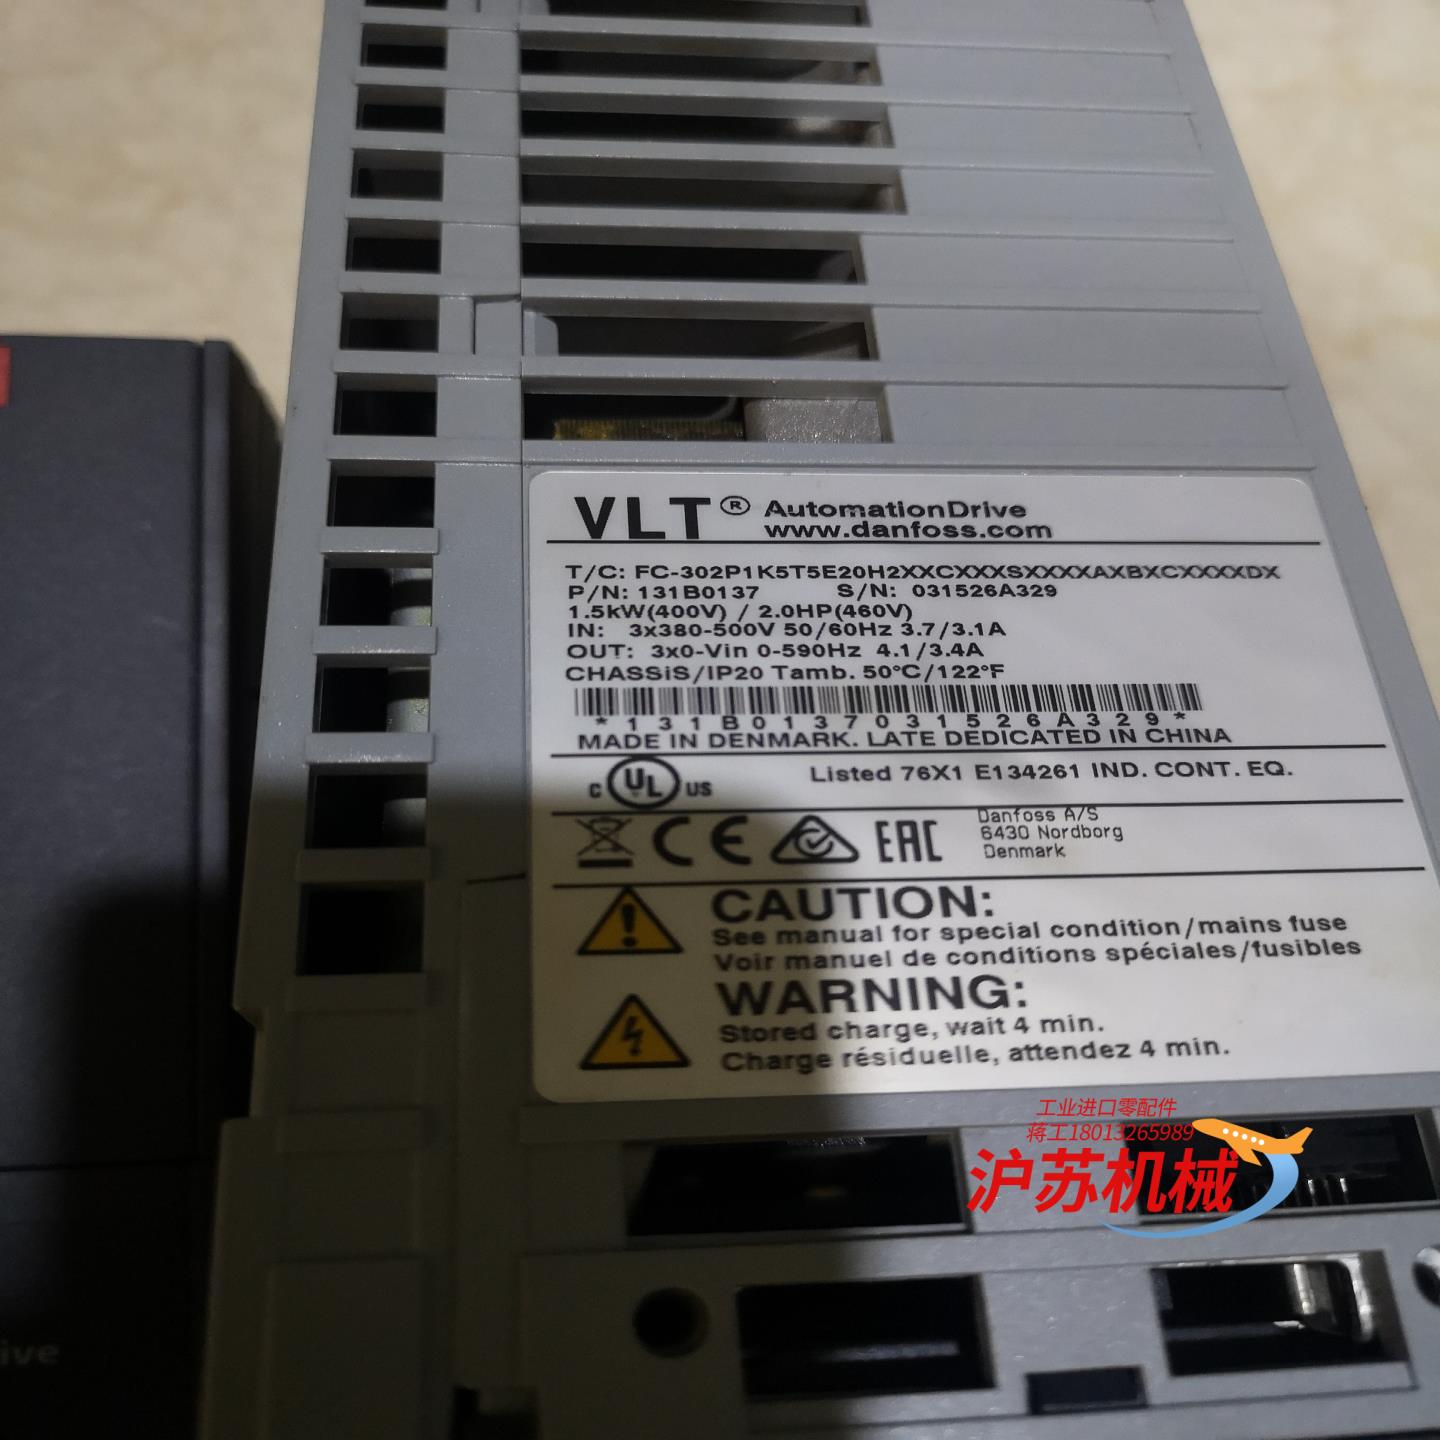 VLT® AutomationDrive
www.danfoss.com
T/C: FC-302P1K5T5E20H2XXCXXXSXXXXAXBXCXXXXDX
P/N: 131B0137 S/N: 031526A329
1.5kW(400V) / 2.0HP(460V)
IN: 3x380-500V 50/60Hz 3.7/3.1A
OUT: 3x0-Vin 0-590Hz 4.1/3.4A
CHASSiS/IP20 Tamb. 50°C/122°F
*131B0137031526A329*
MADE IN DENMARK. LATE DEDICATED IN CHINA
c UL US Listed 76X1 E134261 IND. CONT. EQ.
CE EAC
Danfoss A/S
6430 Nordborg
Denmark
CAUTION:
See manual for special condition/mains fuse
Voir manuel de conditions spéciales/fusibles
WARNING:
Stored charge, wait 4 min.
Charge résiduelle, attendez 4 min.
工业进口零配件
蒋工18013265989
沪苏机械
ive